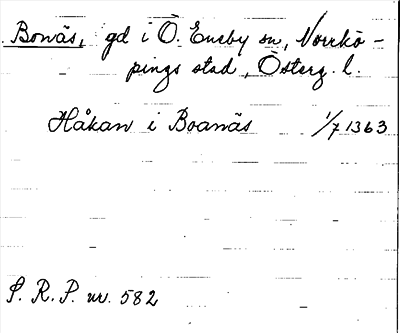 Bonäs, gd i Ö. Eneby sn, Norrkö-
pings stad, Österg. l.
Håkan i Boanäs 1/7 1363
S. R. P. nr. 582